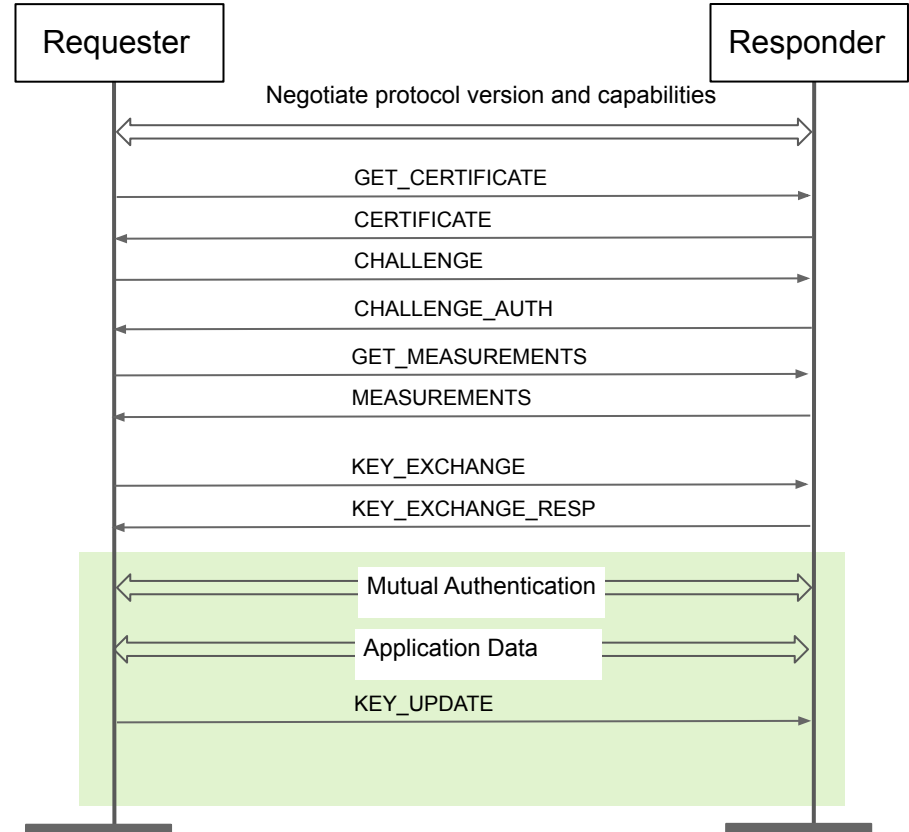 Requester
Responder
Negotiate protocol version and capabilities
GET_CERTIFICATE
CERTIFICATE
CHALLENGE
CHALLENGE_AUTH
GET_MEASUREMENTS
MEASUREMENTS
KEY_EXCHANGE
KEY_EXCHANGE_RESP
Mutual Authentication
Application Data
KEY_UPDATE